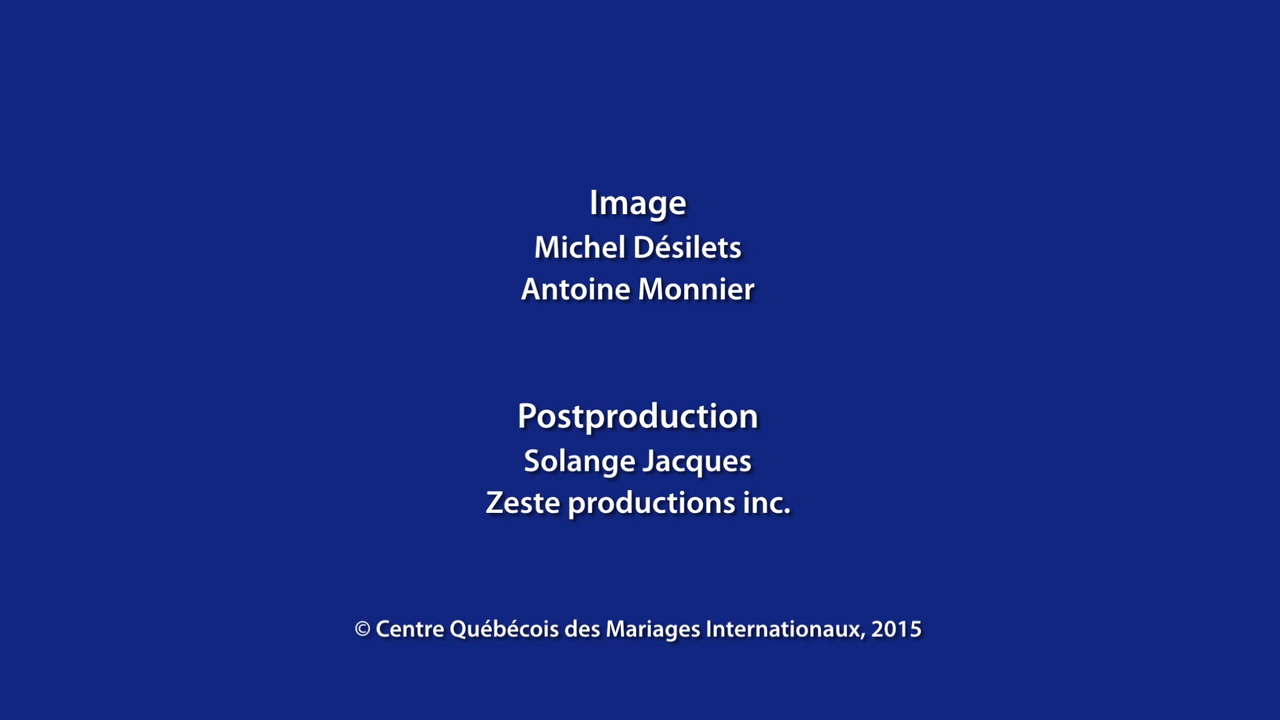 Image
Michel Désilets
Antoine Monnier
Postproduction
Solange Jacques
Zeste productions inc.
© Centre Québécois des Mariages Internationaux, 2015